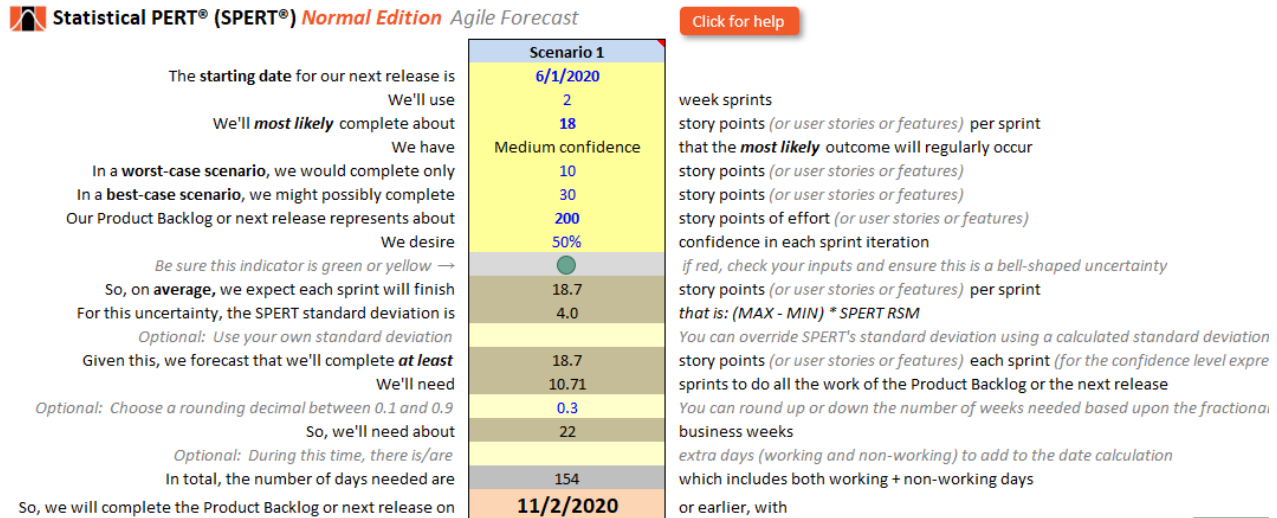 Statistical PERT® (SPERT®) Normal Edition Agile Forecast Click for help
Scenario 1
The starting date for our next release is 6/1/2020
We'll use 2 week sprints
We'll most likely complete about 18 story points (or user stories or features) per sprint
We have Medium confidence that the most likely outcome will regularly occur
In a worst-case scenario, we would complete only 10 story points (or user stories or features)
In a best-case scenario, we might possibly complete 30 story points (or user stories or features)
Our Product Backlog or next release represents about 200 story points of effort (or user stories or features)
We desire 50% confidence in each sprint iteration
Be sure this indicator is green or yellow → if red, check your inputs and ensure this is a bell-shaped uncertainty
So, on average, we expect each sprint will finish 18.7 story points (or user stories or features) per sprint
For this uncertainty, the SPERT standard deviation is 4.0 that is: (MAX - MIN) * SPERT RSM
Optional: Use your own standard deviation You can override SPERT's standard deviation using a calculated standard deviation
Given this, we forecast that we'll complete at least 18.7 story points (or user stories or features) each sprint (for the confidence level expre
We'll need 10.71 sprints to do all the work of the Product Backlog or the next release
Optional: Choose a rounding decimal between 0.1 and 0.9 0.3 You can round up or down the number of weeks needed based upon the fractional
So, we'll need about 22 business weeks
Optional: During this time, there is/are extra days (working and non-working) to add to the date calculation
In total, the number of days needed are 154 which includes both working + non-working days
So, we will complete the Product Backlog or next release on 11/2/2020 or earlier, with